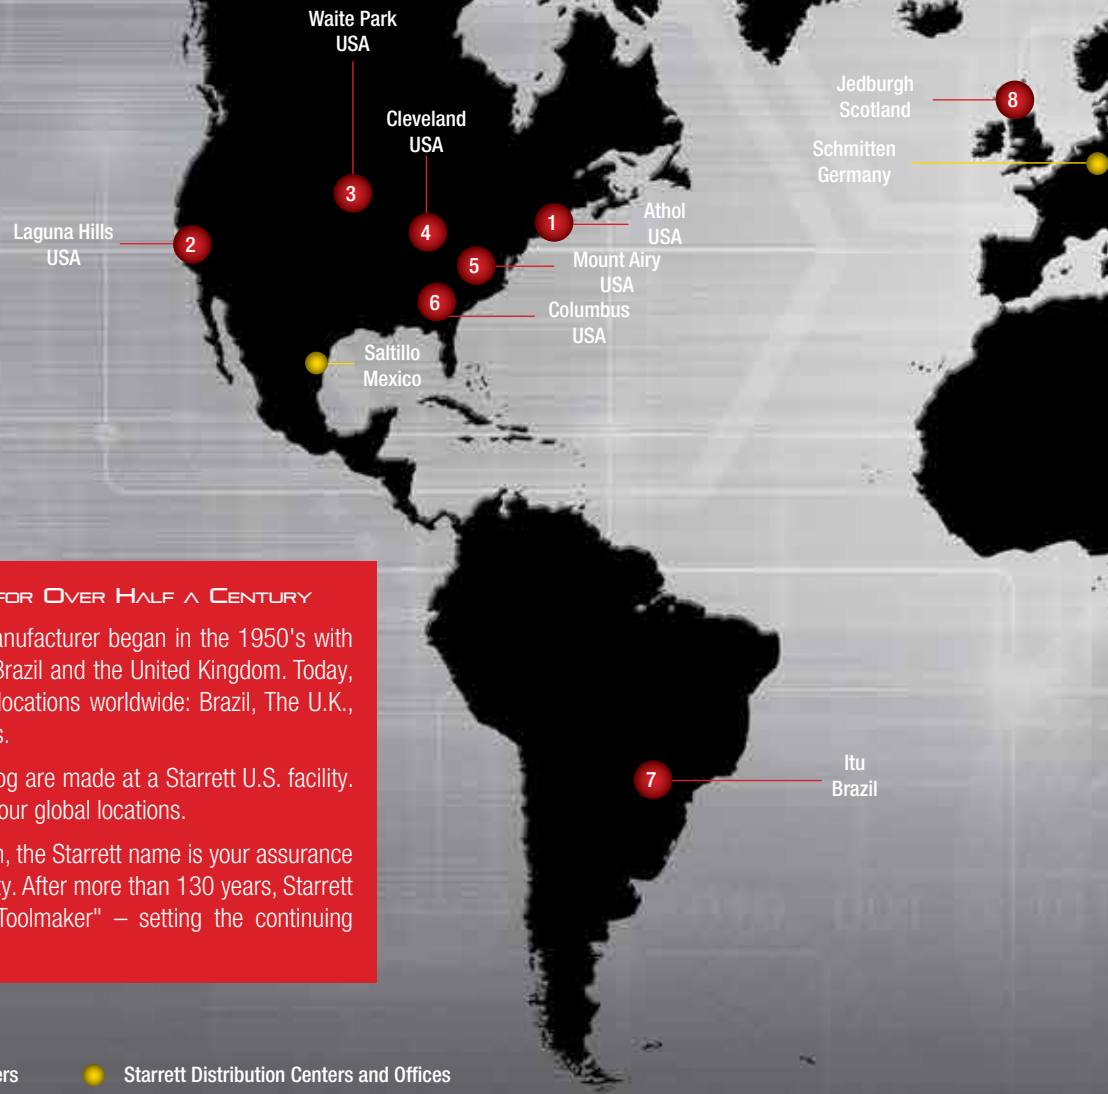 Waite Park
USA
Cleveland
USA
Jedburgh
Scotland
8
Schmitten
Germany
3
Laguna Hills
USA
2
4
1
Athol
USA
5
Mount Airy
USA
6
Columbus
USA
Saltillo
Mexico
FOR OVER HALF A CENTURY
anufacturer began in the 1950's with
Brazil and the United Kingdom. Today,
locations worldwide: Brazil, The U.K.,
s.
og are made at a Starrett U.S. facility.
our global locations.
n, the Starrett name is your assurance
ty. After more than 130 years, Starrett
Toolmaker" – setting the continuing
7
Itu
Brazil
ers
Starrett Distribution Centers and Offices